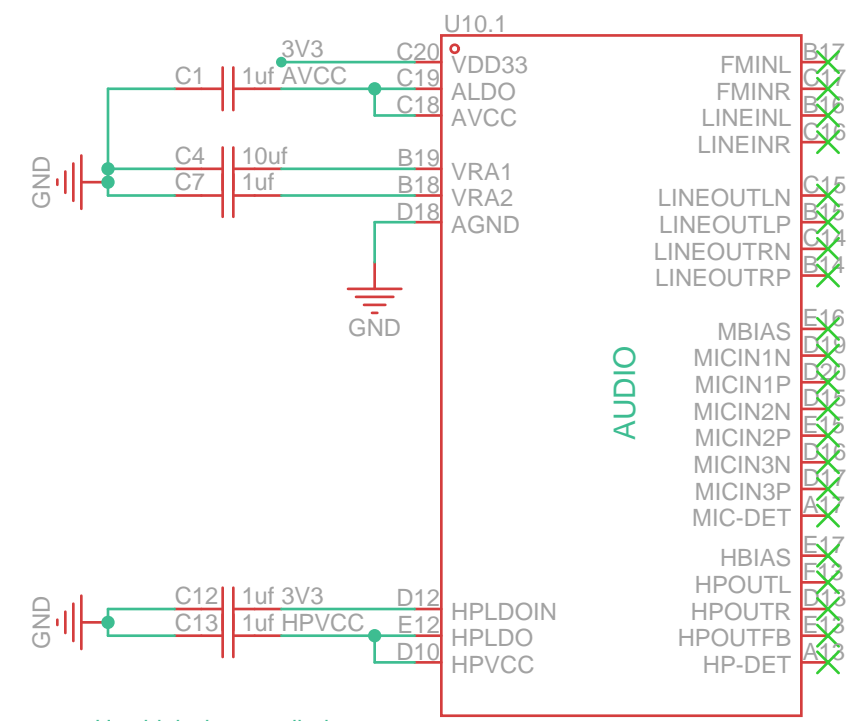 U10.1
3V3 C20 VDD33 FMINL B17
C1 1uf AVCC C19 ALDO FMINR C17
C18 AVCC LINEINL B16
LINEINR C16
C4 10uf B19 VRA1
C7 1uf B18 VRA2 LINEOUTLN C15
GND D18 AGND LINEOUTLP B15
LINEOUTRN C14
LINEOUTRP B14
GND
MBIAS E16
MICIN1N D19
MICIN1P D20
AUDIO MICIN2N D15
MICIN2P E15
MICIN3N D16
MICIN3P D17
MIC-DET A17
HBIAS E17
HPOUTL F13
C12 1uf 3V3 D12 HPLDOIN HPOUTR D13
GND C13 1uf HPVCC E12 HPLDO HPOUTFB E13
D10 HPVCC HP-DET A13